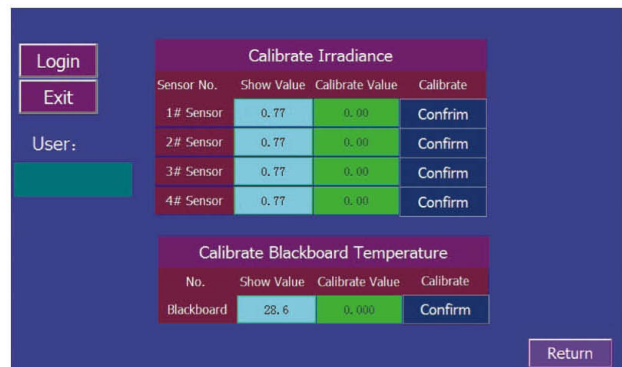 Login
Exit
User:
Calibrate Irradiance
Sensor No. Show Value Calibrate Value Calibrate
1# Sensor 0.77 0.00 Confrim
2# Sensor 0.77 0.00 Confirm
3# Sensor 0.77 0.00 Confirm
4# Sensor 0.77 0.00 Confirm
Calibrate Blackboard Temperature
No. Show Value Calibrate Value Calibrate
Blackboard 28.6 0.000 Confirm
Return